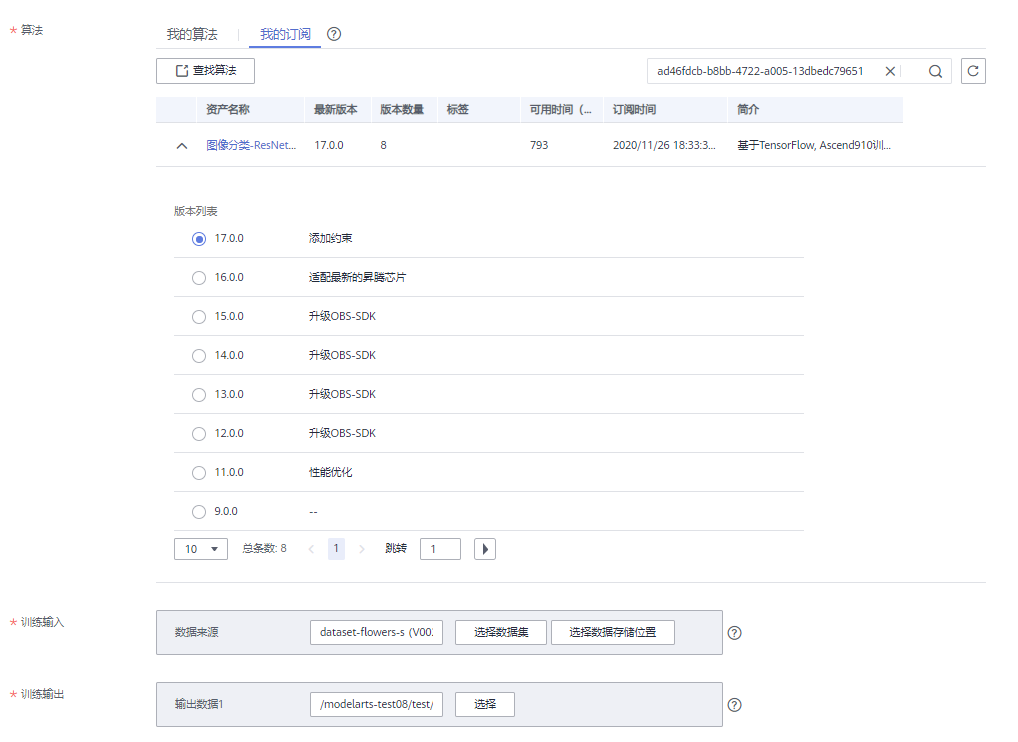 * 算法
我的算法 我的订阅 ?
查找算法 ad46fdcb-b8bb-4722-a005-13dbedc79651
资产名称 最新版本 版本数量 标签 可用时间（... 订阅时间 简介
图像分类-ResNet... 17.0.0 8 793 2020/11/26 18:33:3... 基于TensorFlow, Ascend910训...
版本列表
17.0.0 添加约束
16.0.0 适配最新的昇腾芯片
15.0.0 升级OBS-SDK
14.0.0 升级OBS-SDK
13.0.0 升级OBS-SDK
12.0.0 升级OBS-SDK
11.0.0 性能优化
9.0.0 --
10 总条数: 8 1 跳转 1
* 训练输入 数据来源 dataset-flowers-s (V00. 选择数据集 选择数据存储位置 ?
* 训练输出 输出数据1 /modelarts-test08/test/ 选择 ?